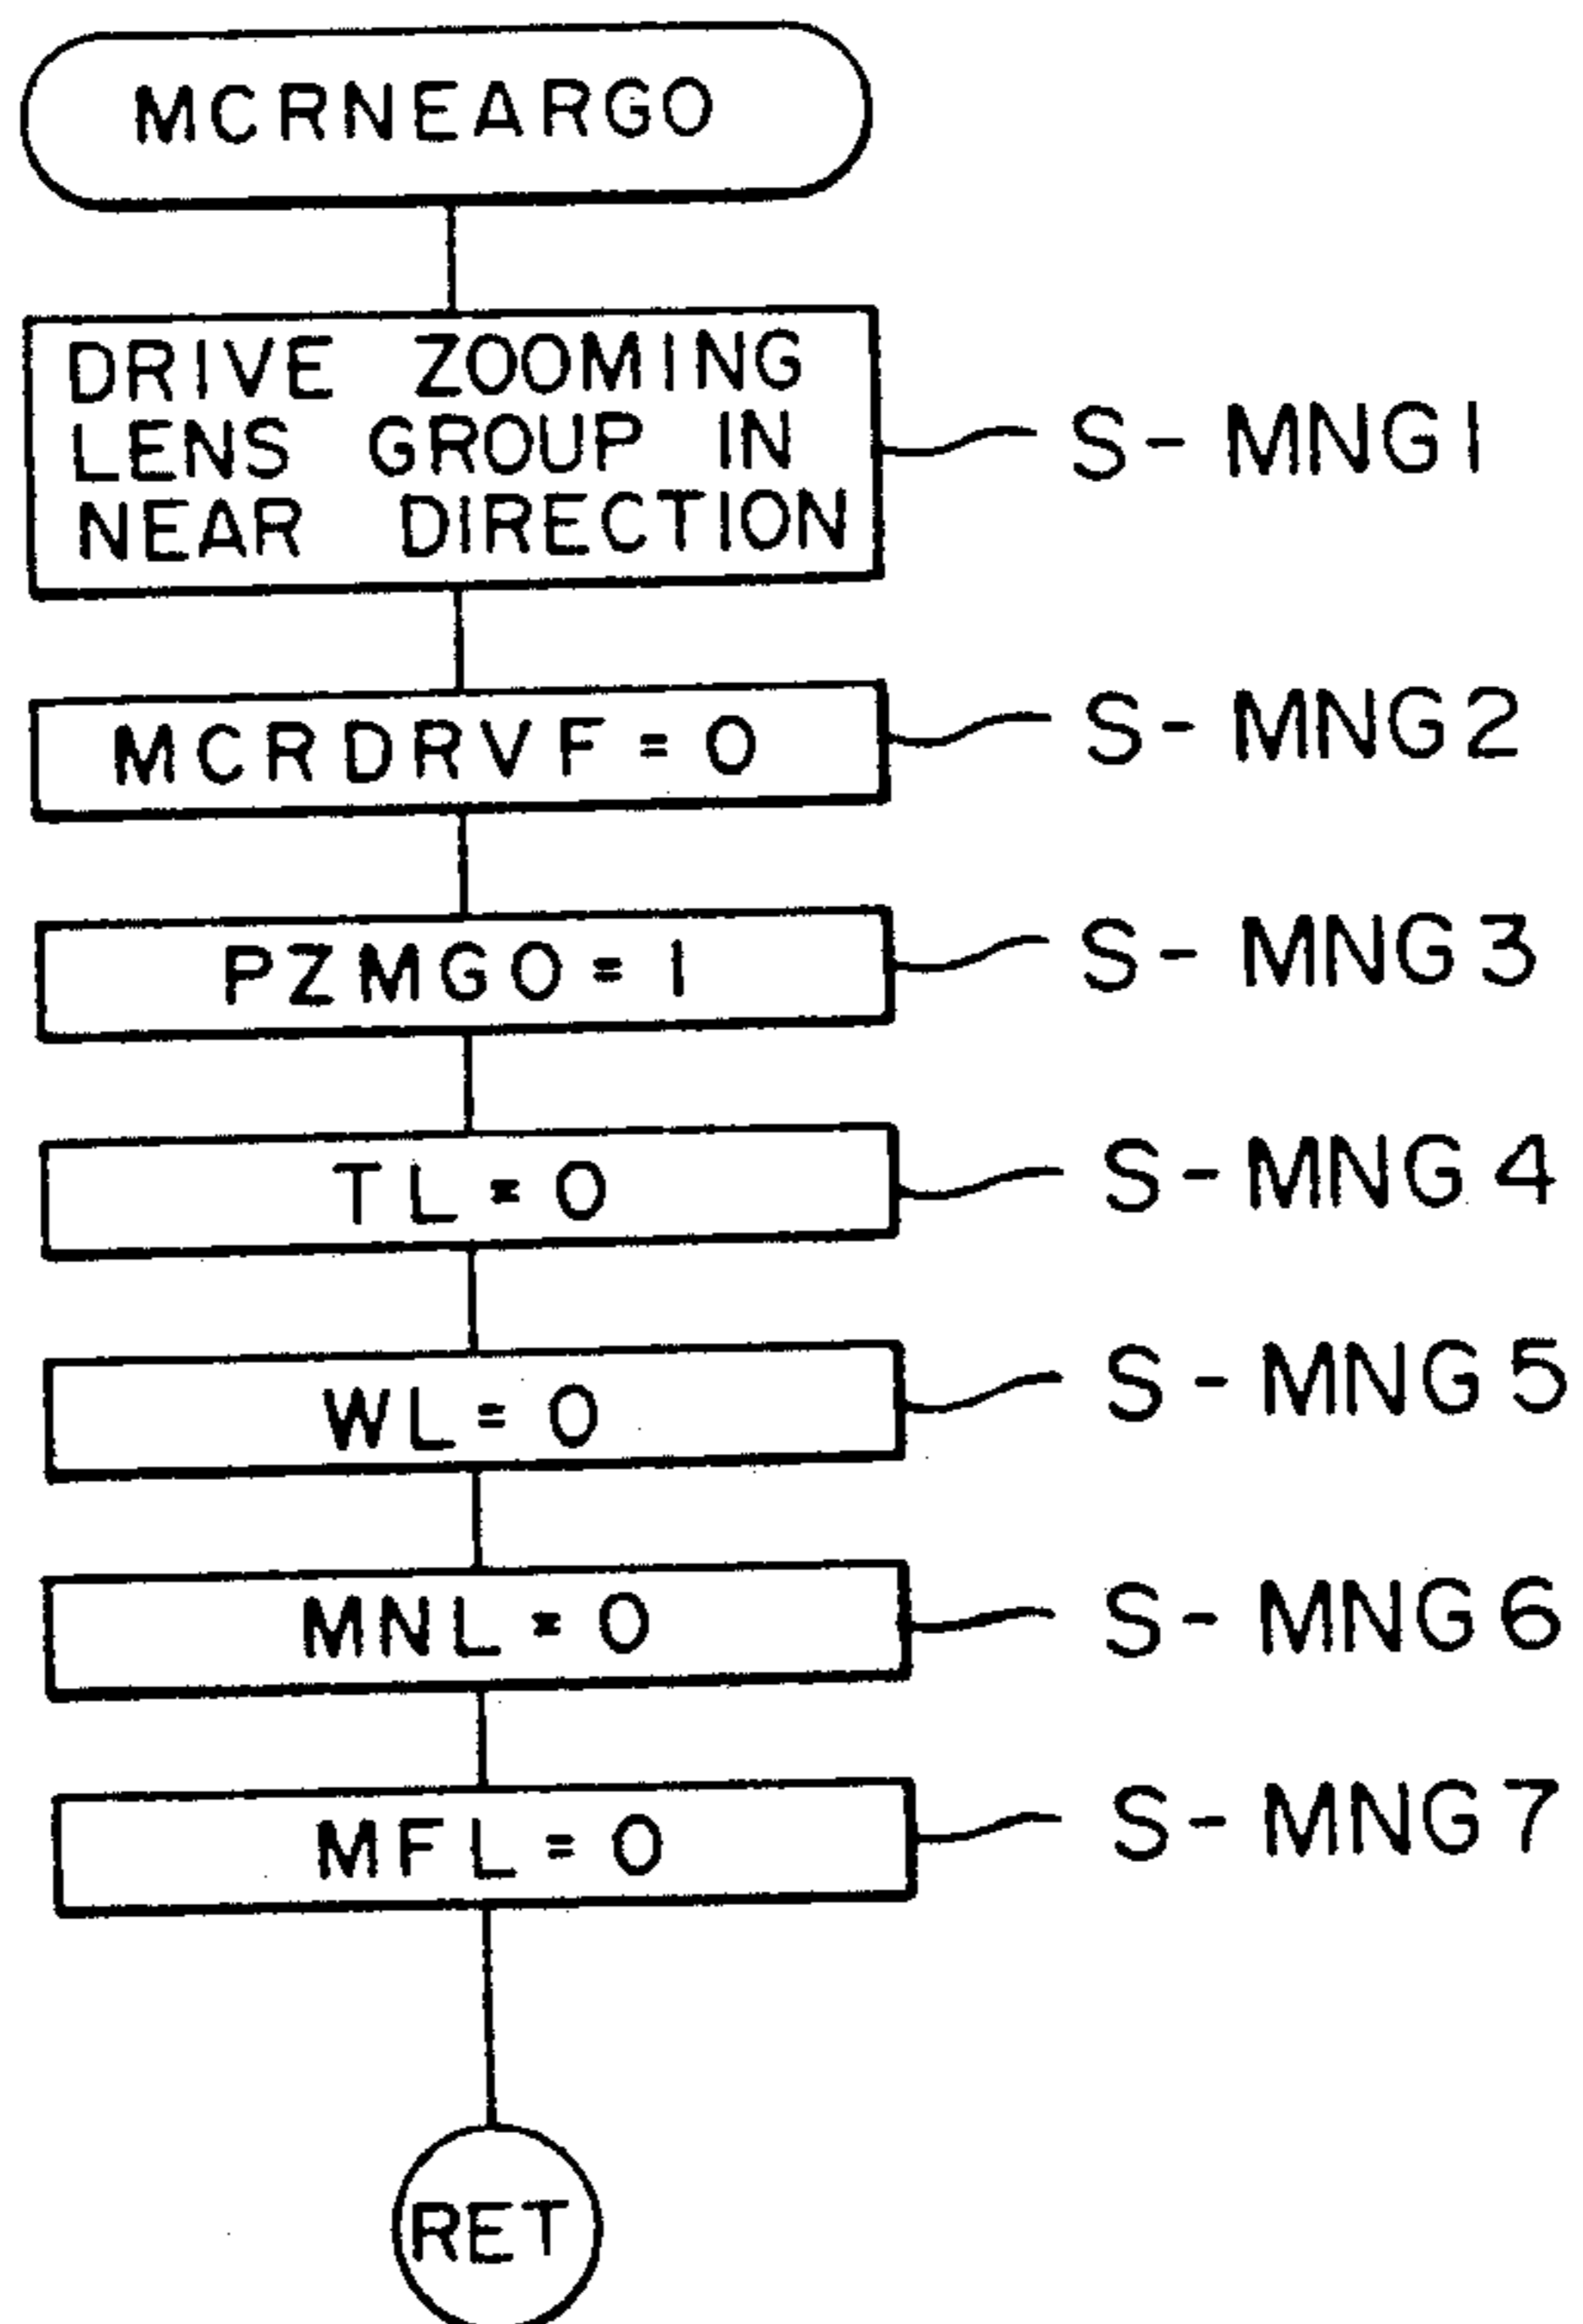 MCRNEARGO
DRIVE ZOOMING
LENS GROUP IN
NEAR DIRECTION
S-MNG1
MCRDRVF=0
S-MNG2
PZMGO=1
S-MNG3
TL=0
S-MNG4
WL=0
S-MNG5
MNL=0
S-MNG6
MFL=0
S-MNG7
RET